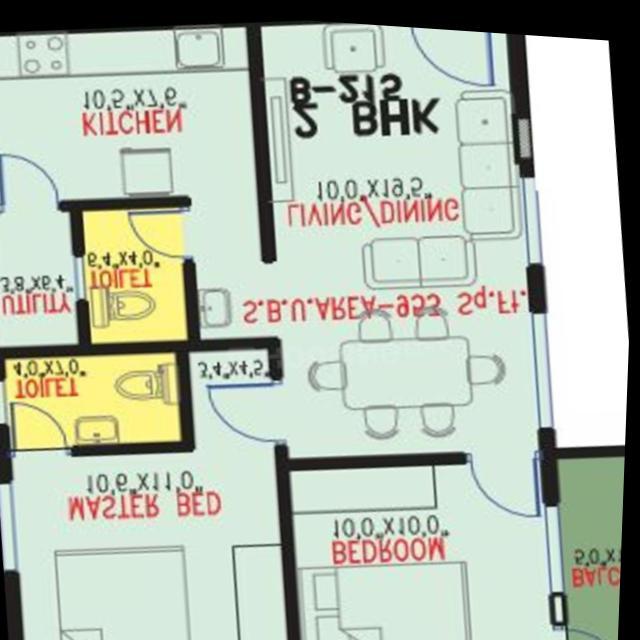 B-215
2 BHK
10'5"X7'6"
KITCHEN
10'0"X19'5"
LIVING/DINING
6'4"X4'0"
TOILET
3'8"X6'4"
UTILITY
S.B.U.AREA-955 Sq.Ft.
4'0"X7'0"
TOILET
3'4"X4'5"
10'6"X11'0"
MASTER BED
10'0"X10'0"
BEDROOM
5'0"X
BALC